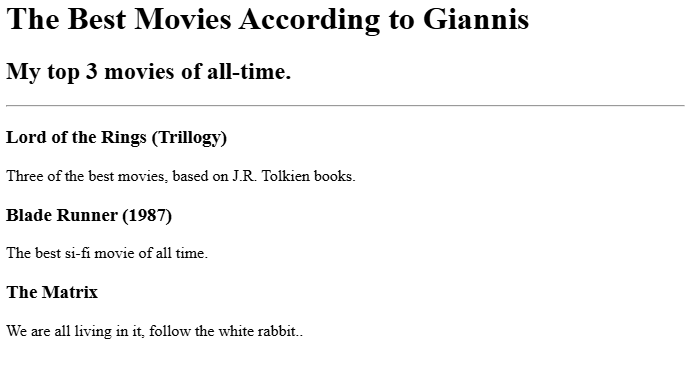 The Best Movies According to Giannis
My top 3 movies of all-time.
Lord of the Rings (Trillogy)
Three of the best movies, based on J.R. Tolkien books.
Blade Runner (1987)
The best si-fi movie of all time.
The Matrix
We are all living in it, follow the white rabbit..